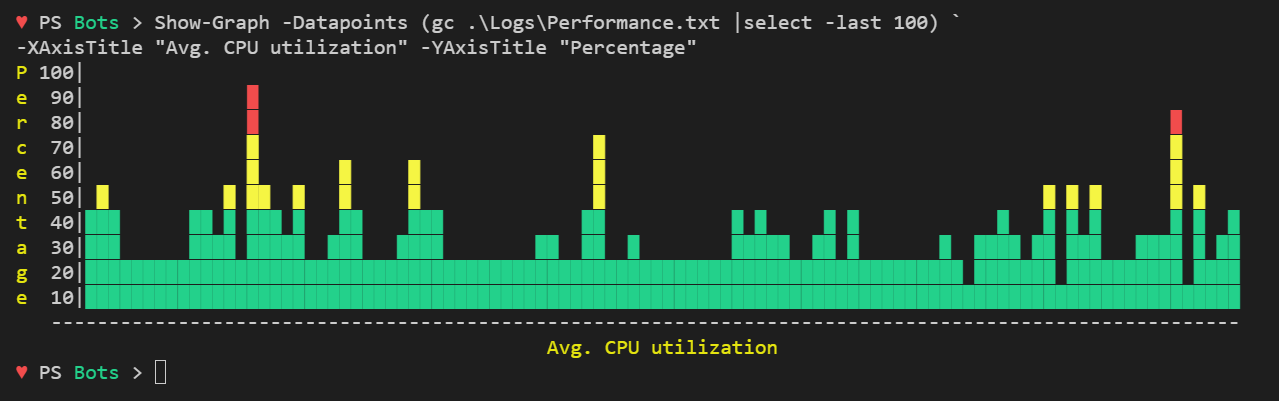 ♥ PS Bots > Show-Graph -Datapoints (gc .\Logs\Performance.txt |select -last 100) `
-XAxisTitle "Avg. CPU utilization" -YAxisTitle "Percentage"
P 100|
e 90|
r 80|
c 70|
e 60|
n 50|
t 40|
a 30|
g 20|
e 10|
-------------------------------------------------------------------------------------------------------
Avg. CPU utilization
♥ PS Bots >